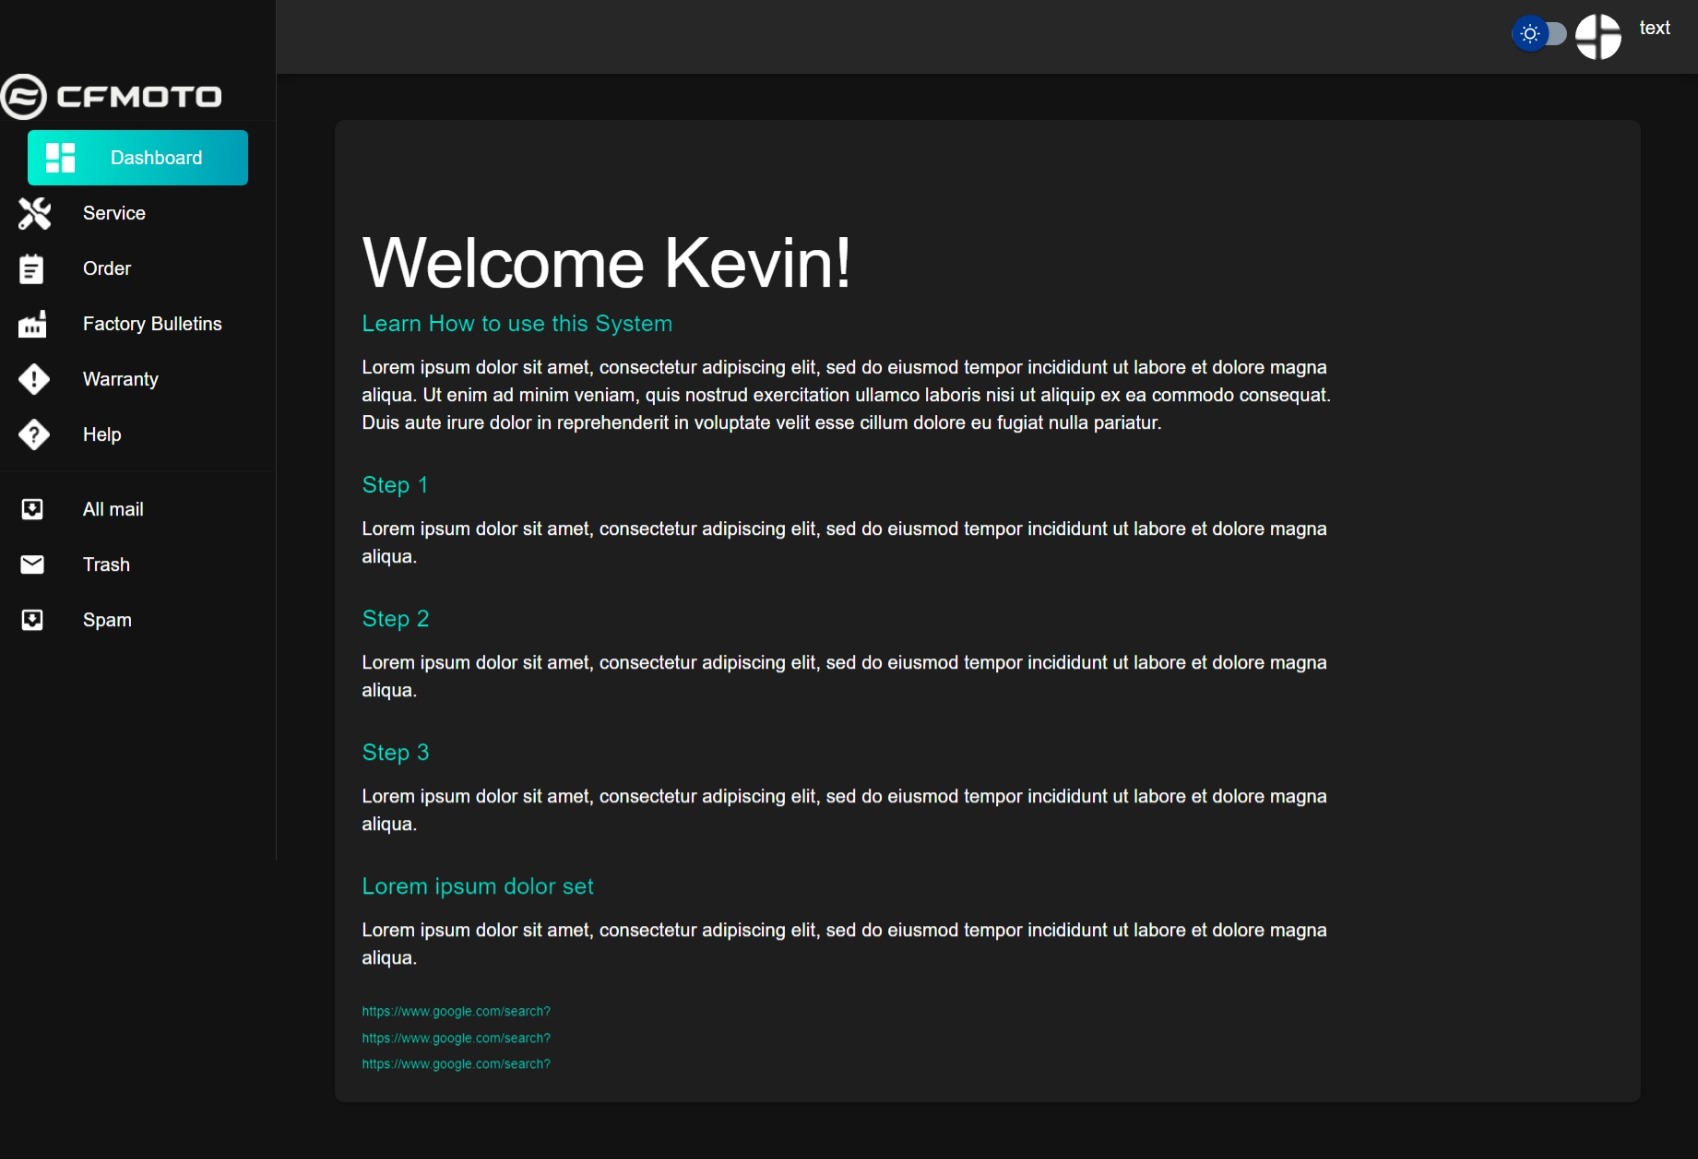 text
CFMOTO
Dashboard
Service
Order
Factory Bulletins
Warranty
Help
All mail
Trash
Spam
Welcome Kevin!
Learn How to use this System
Lorem ipsum dolor sit amet, consectetur adipiscing elit, sed do eiusmod tempor incididunt ut labore et dolore magna
aliqua. Ut enim ad minim veniam, quis nostrud exercitation ullamco laboris nisi ut aliquip ex ea commodo consequat.
Duis aute irure dolor in reprehenderit in voluptate velit esse cillum dolore eu fugiat nulla pariatur.
Step 1
Lorem ipsum dolor sit amet, consectetur adipiscing elit, sed do eiusmod tempor incididunt ut labore et dolore magna
aliqua.
Step 2
Lorem ipsum dolor sit amet, consectetur adipiscing elit, sed do eiusmod tempor incididunt ut labore et dolore magna
aliqua.
Step 3
Lorem ipsum dolor sit amet, consectetur adipiscing elit, sed do eiusmod tempor incididunt ut labore et dolore magna
aliqua.
Lorem ipsum dolor set
Lorem ipsum dolor sit amet, consectetur adipiscing elit, sed do eiusmod tempor incididunt ut labore et dolore magna
aliqua.
https://www.google.com/search?
https://www.google.com/search?
https://www.google.com/search?